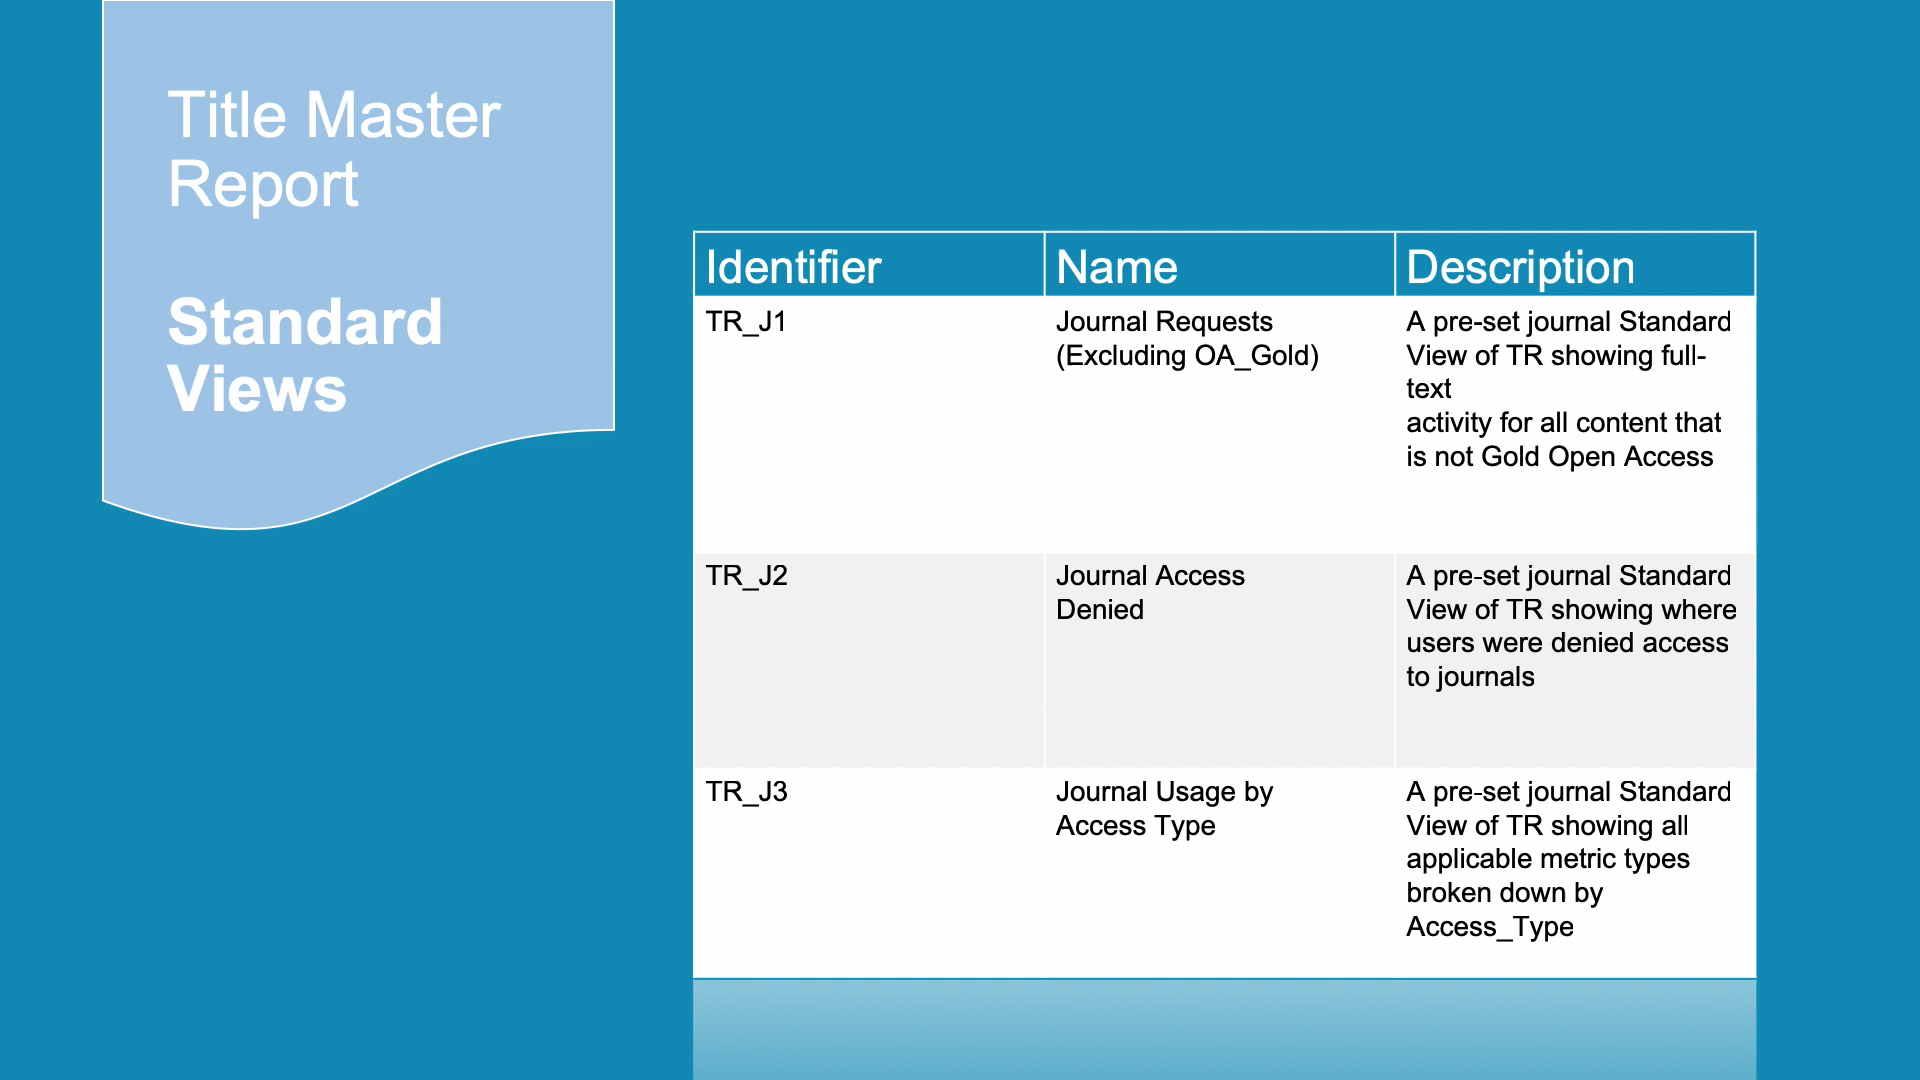 Title Master
Report
Standard
Views
Identifier
Name
Description
TR_J1
Journal Requests
(Excluding OA_Gold)
A pre-set journal Standard
View of TR showing full-
text
activity for all content that
is not Gold Open Access
TR_J2
Journal Access
Denied
A pre-set journal Standard
View of TR showing where
users were denied access
to journals
TR_J3
Journal Usage by
Access Type
A pre-set journal Standard
View of TR showing all
applicable metric types
broken down by
Access_Type